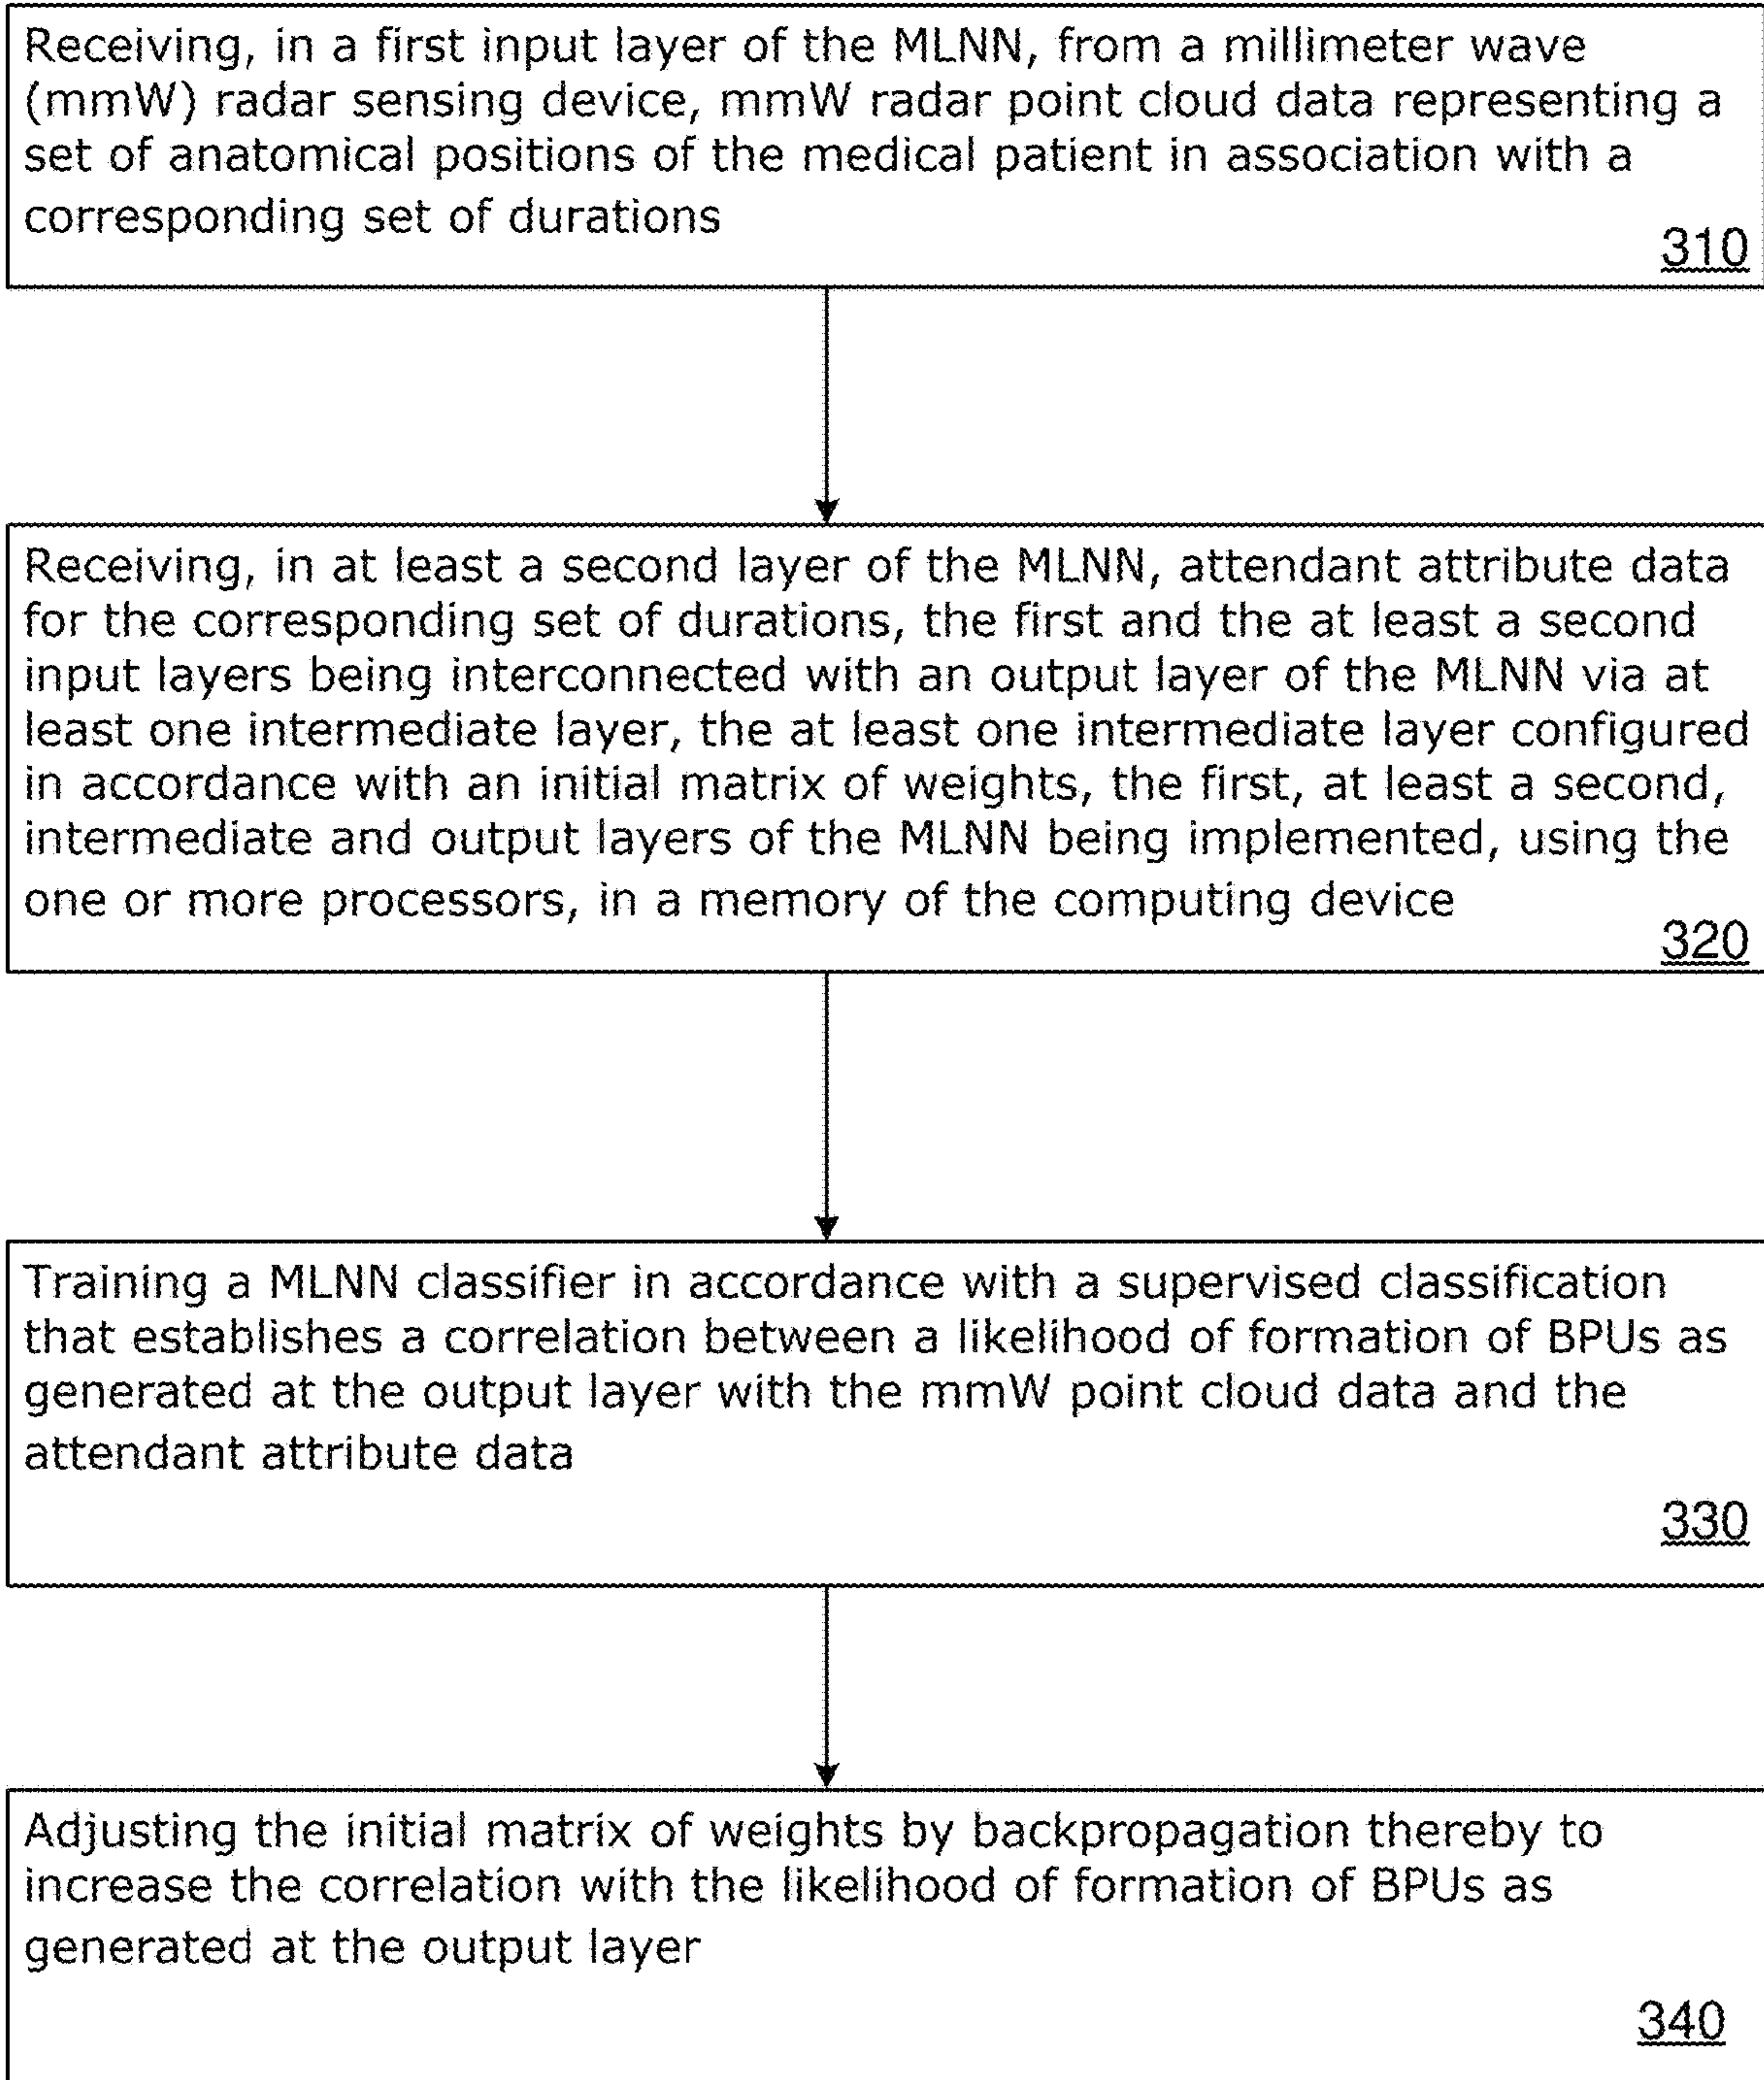 Receiving, in a first input layer of the MLNN, from a millimeter wave
(mmW) radar sensing device, mmW radar point cloud data representing a
set of anatomical positions of the medical patient in association with a
corresponding set of durations
310
Receiving, in at least a second layer of the MLNN, attendant attribute data
for the corresponding set of durations, the first and the at least a second
input layers being interconnected with an output layer of the MLNN via at
least one intermediate layer, the at least one intermediate layer configured
in accordance with an initial matrix of weights, the first, at least a second,
intermediate and output layers of the MLNN being implemented, using the
one or more processors, in a memory of the computing device
320
Training a MLNN classifier in accordance with a supervised classification
that establishes a correlation between a likelihood of formation of BPUs as
generated at the output layer with the mmW point cloud data and the
attendant attribute data
330
Adjusting the initial matrix of weights by backpropagation thereby to
increase the correlation with the likelihood of formation of BPUs as
generated at the output layer
340